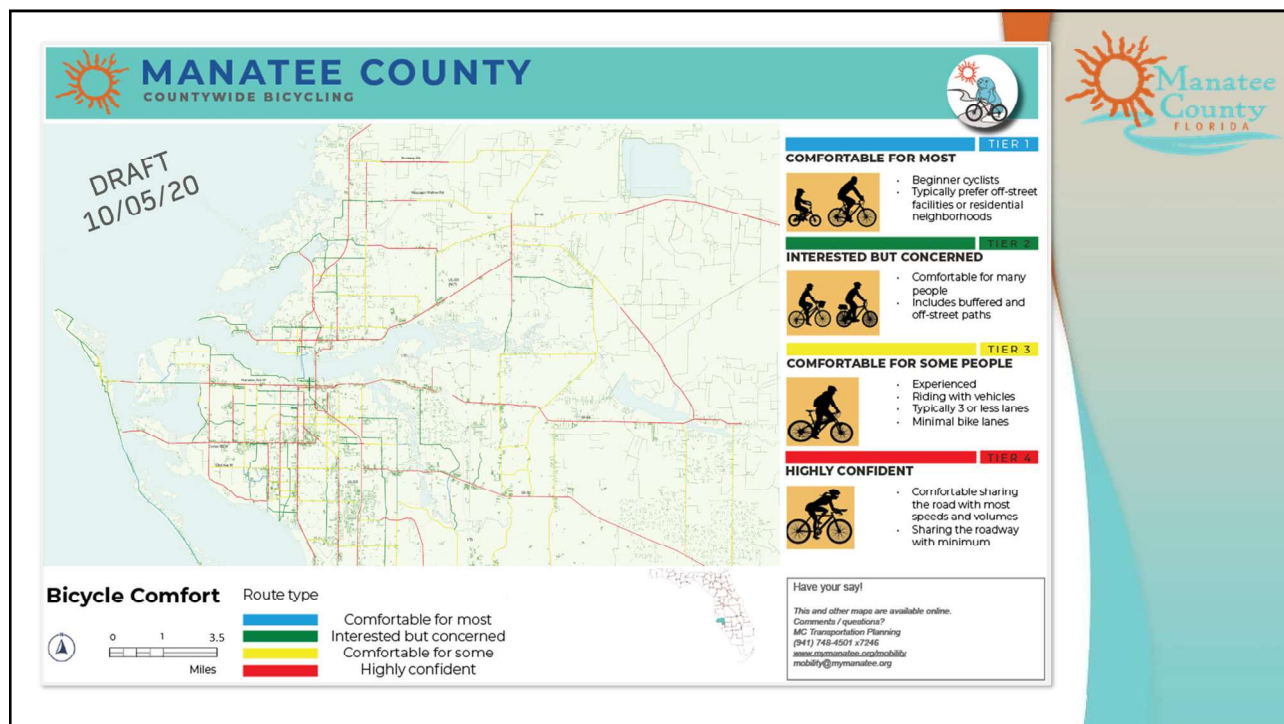 MANATEE COUNTY
COUNTYWIDE BICYCLING
Manatee
County
FLORIDA
DRAFT
10/05/20
TIER 1
COMFORTABLE FOR MOST
• Beginner cyclists
• Typically prefer off-street
facilities or residential
neighborhoods
TIER 2
INTERESTED BUT CONCERNED
• Comfortable for many
people
• Includes buffered and
off-street paths
TIER 3
COMFORTABLE FOR SOME PEOPLE
• Experienced
• Riding with vehicles
• Typically 3 or less lanes
• Minimal bike lanes
TIER 4
HIGHLY CONFIDENT
• Comfortable sharing
the road with most
speeds and volumes
• Sharing the roadway
with minimum
Bicycle Comfort
N
0 1 3.5
Miles
Route type
Comfortable for most
Interested but concerned
Comfortable for some
Highly confident
Have your say!
This and other maps are available online.
Comments / questions?
MC Transportation Planning
(941) 748-4501 x7246
www.mymanatee.org/mobility
mobility@mymanatee.org